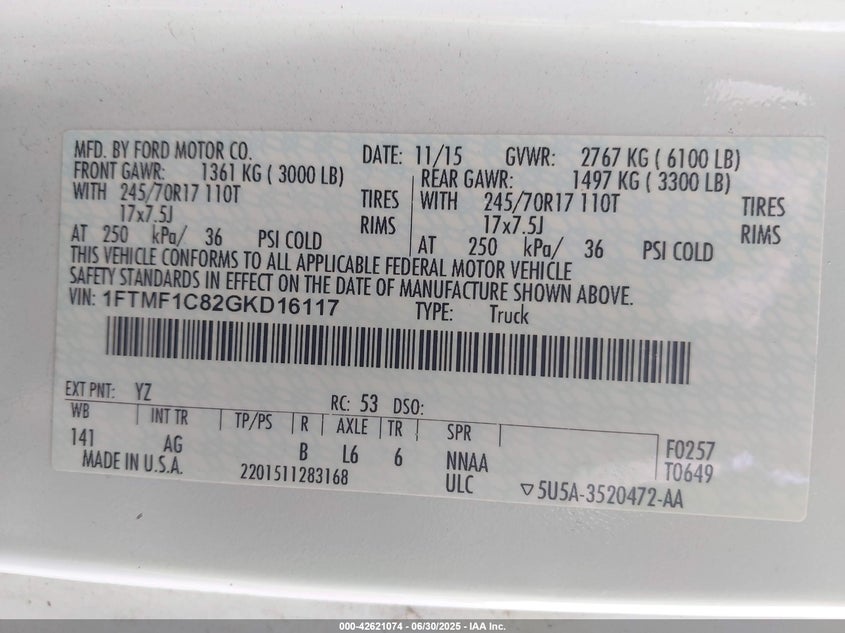 MFD. BY FORD MOTOR CO. DATE: 11/15 GVWR: 2767 KG ( 6100 LB)
FRONT GAWR: 1361 KG ( 3000 LB) REAR GAWR: 1497 KG ( 3300 LB)
WITH 245/70R17 110T TIRES WITH 245/70R17 110T TIRES
17x7.5J RIMS 17x7.5J RIMS
AT 250 kPa/ 36 PSI COLD AT 250 kPa/ 36 PSI COLD
THIS VEHICLE CONFORMS TO ALL APPLICABLE FEDERAL MOTOR VEHICLE
SAFETY STANDARDS IN EFFECT ON THE DATE OF MANUFACTURE SHOWN ABOVE.
VIN: 1FTMF1C82GKD16117 TYPE: Truck
EXT PNT: YZ RC: 53 DSO:
WB INT TR TP/PS R AXLE TR SPR
141 AG B L6 6 NNAA F0257
MADE IN U.S.A. 2201511283168 ULC T0649
▽5U5A-3520472-AA
000-42621074 - 06/30/2025 - IAA Inc.